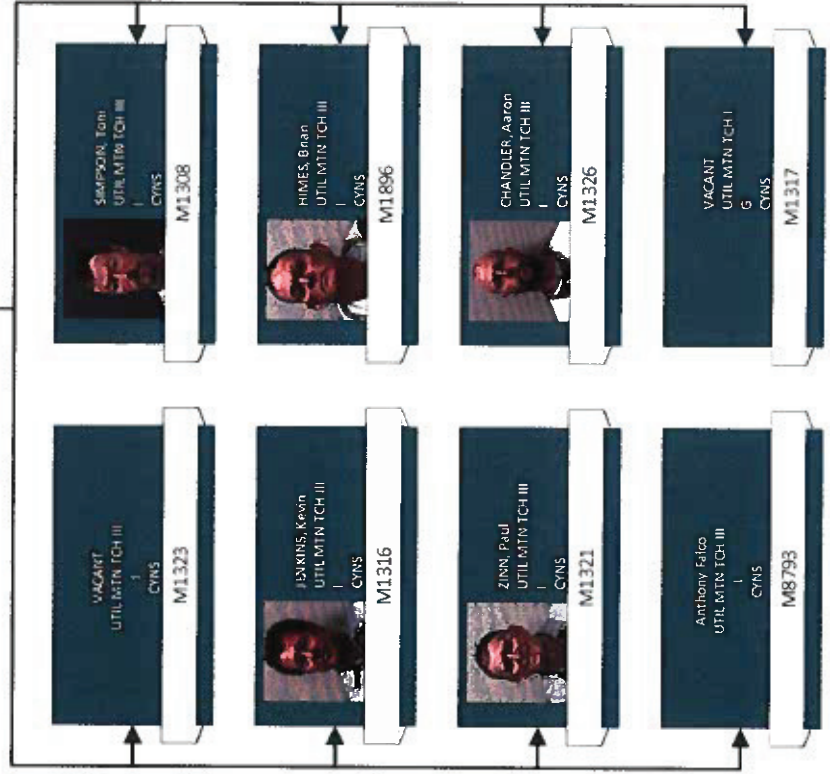 VACANT
UTIL MTN TCH III
I
CYNS
M1323
SIMPSON, Tom
UTIL MTN TCH III
I
CYNS
M1308
JENKINS, Kevin
UTIL MTN TCH III
I
CYNS
M1316
HIMES, Brian
UTIL MTN TCH III
I
CYNS
M1896
ZINN, Paul
UTIL MTN TCH III
I
CYNS
M1321
CHANDLER, Aaron
UTIL MTN TCH III
I
CYNS
M1326
Anthony Falco
UTIL MTN TCH III
I
CYNS
M8793
VACANT
UTIL MTN TCH I
G
CYNS
M1317